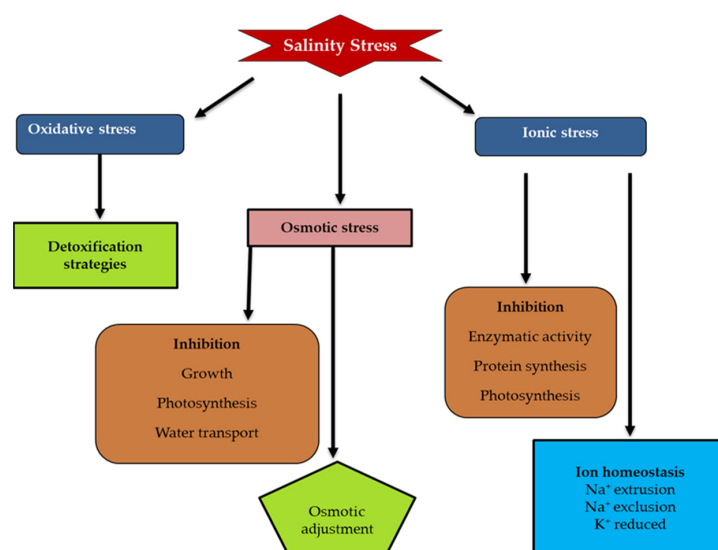 Salinity Stress
Oxidative stress
Ionic stress
Detoxification
strategies
Osmotic stress
Inhibition
Growth
Photosynthesis
Water transport
Inhibition
Enzymatic activity
Protein synthesis
Photosynthesis
Osmotic
adjustment
Ion homeostasis
Na⁺ extrusion
Na⁺ exclusion
K⁺ reduced